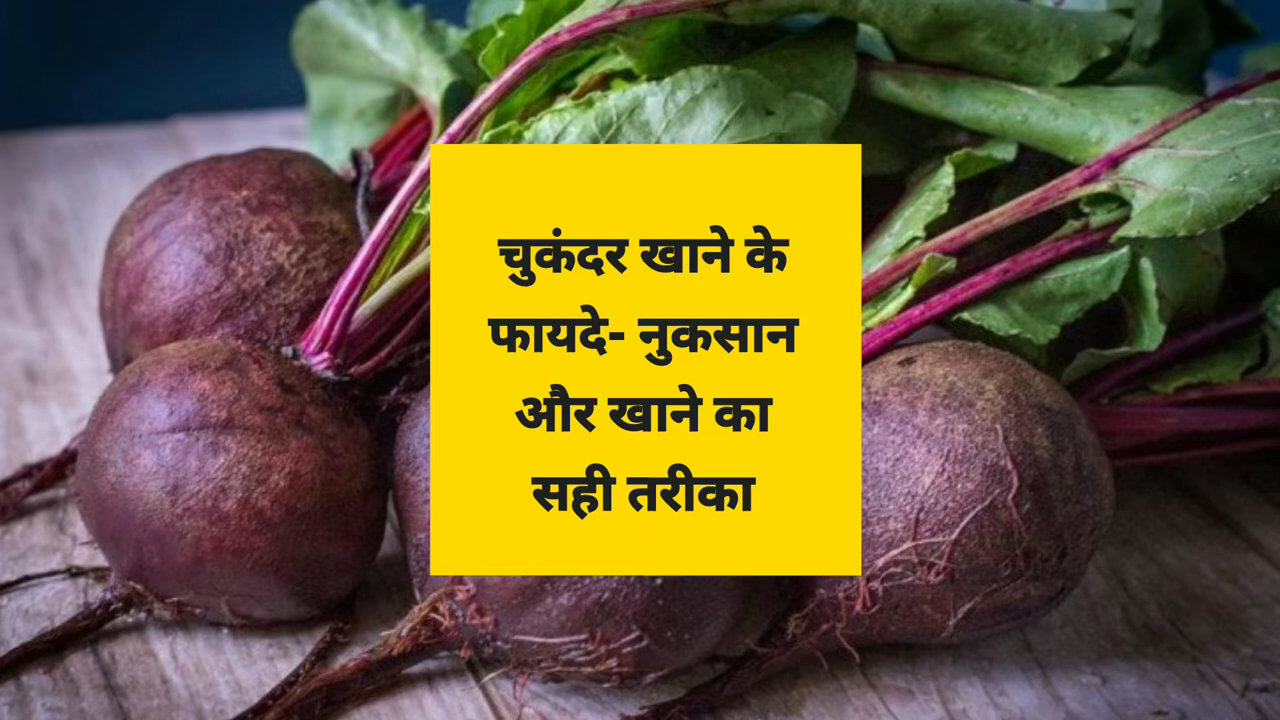 चुकंदर खाने के
फायदे- नुकसान
और खाने का
सही तरीका